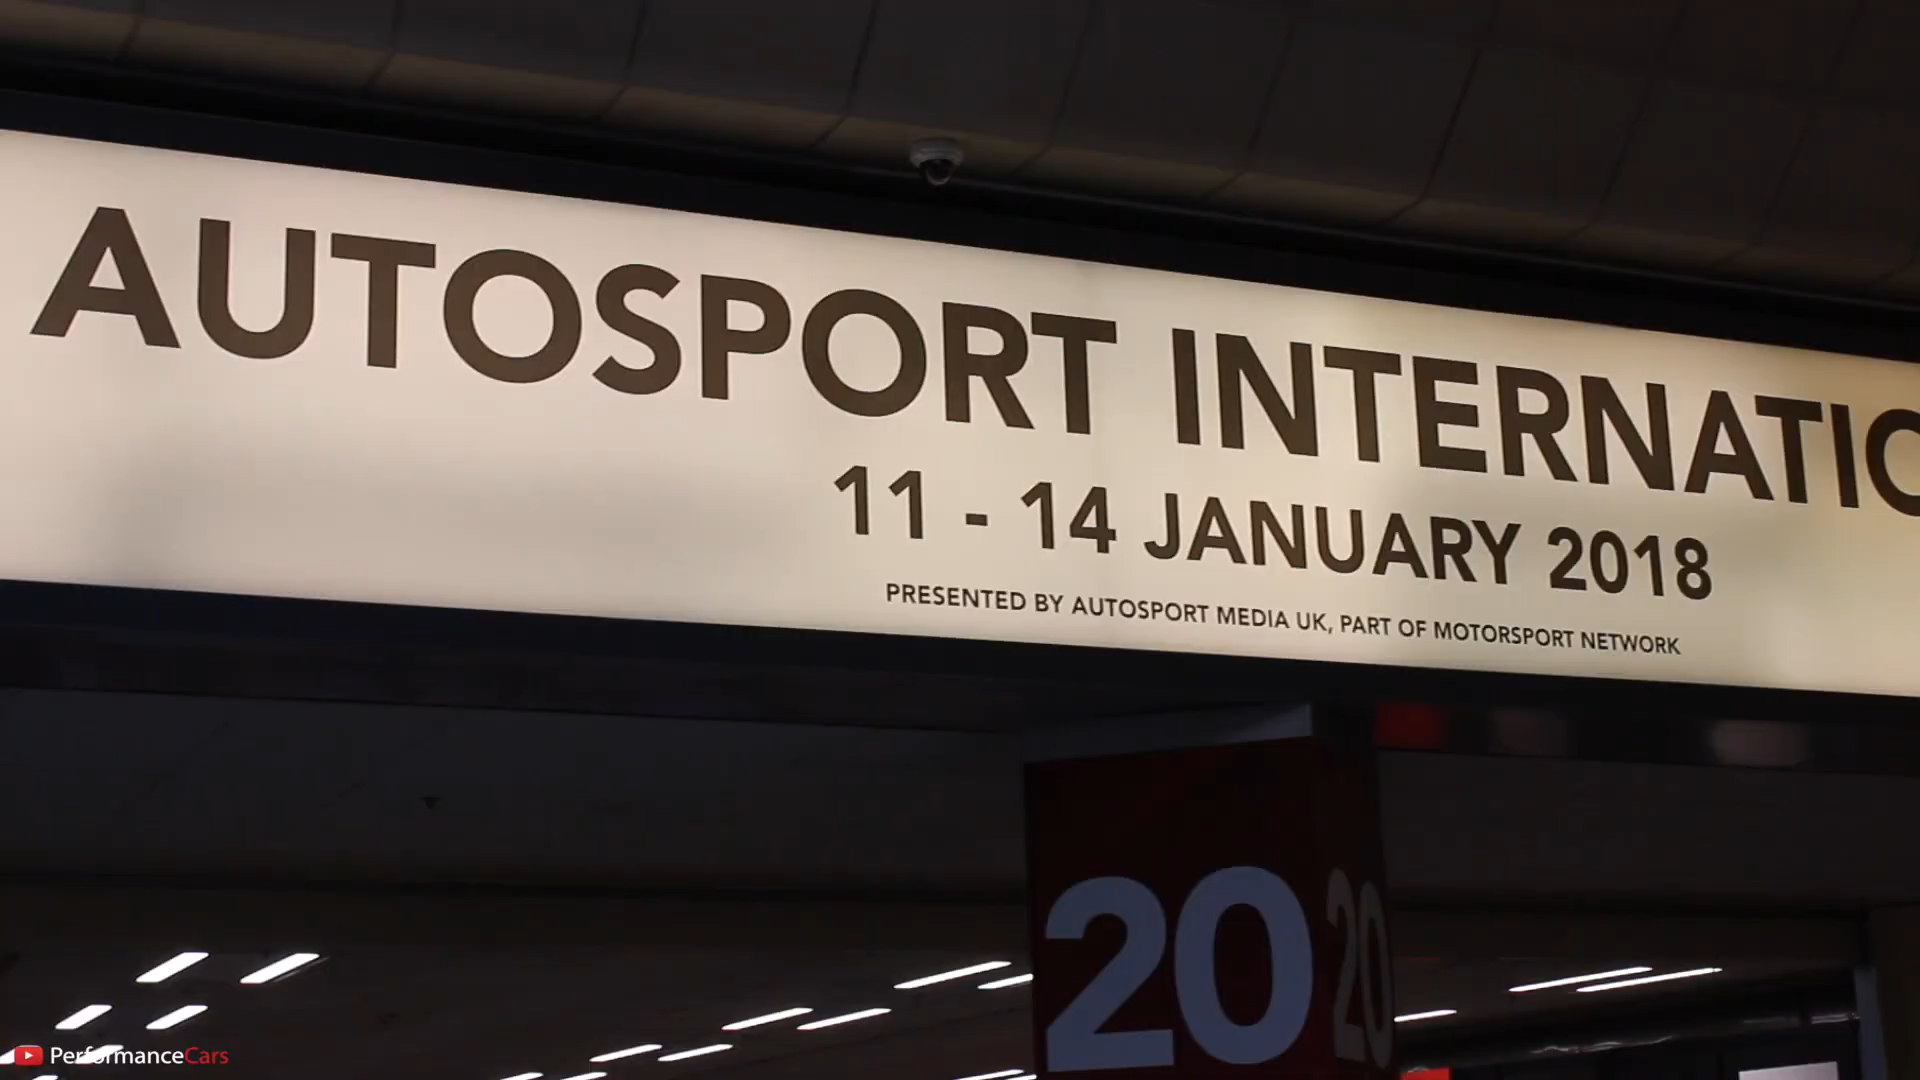 AUTOSPORT INTERNATIO
11 - 14 JANUARY 2018
PRESENTED BY AUTOSPORT MEDIA UK, PART OF MOTORSPORT NETWORK
20
20
PerformanceCars